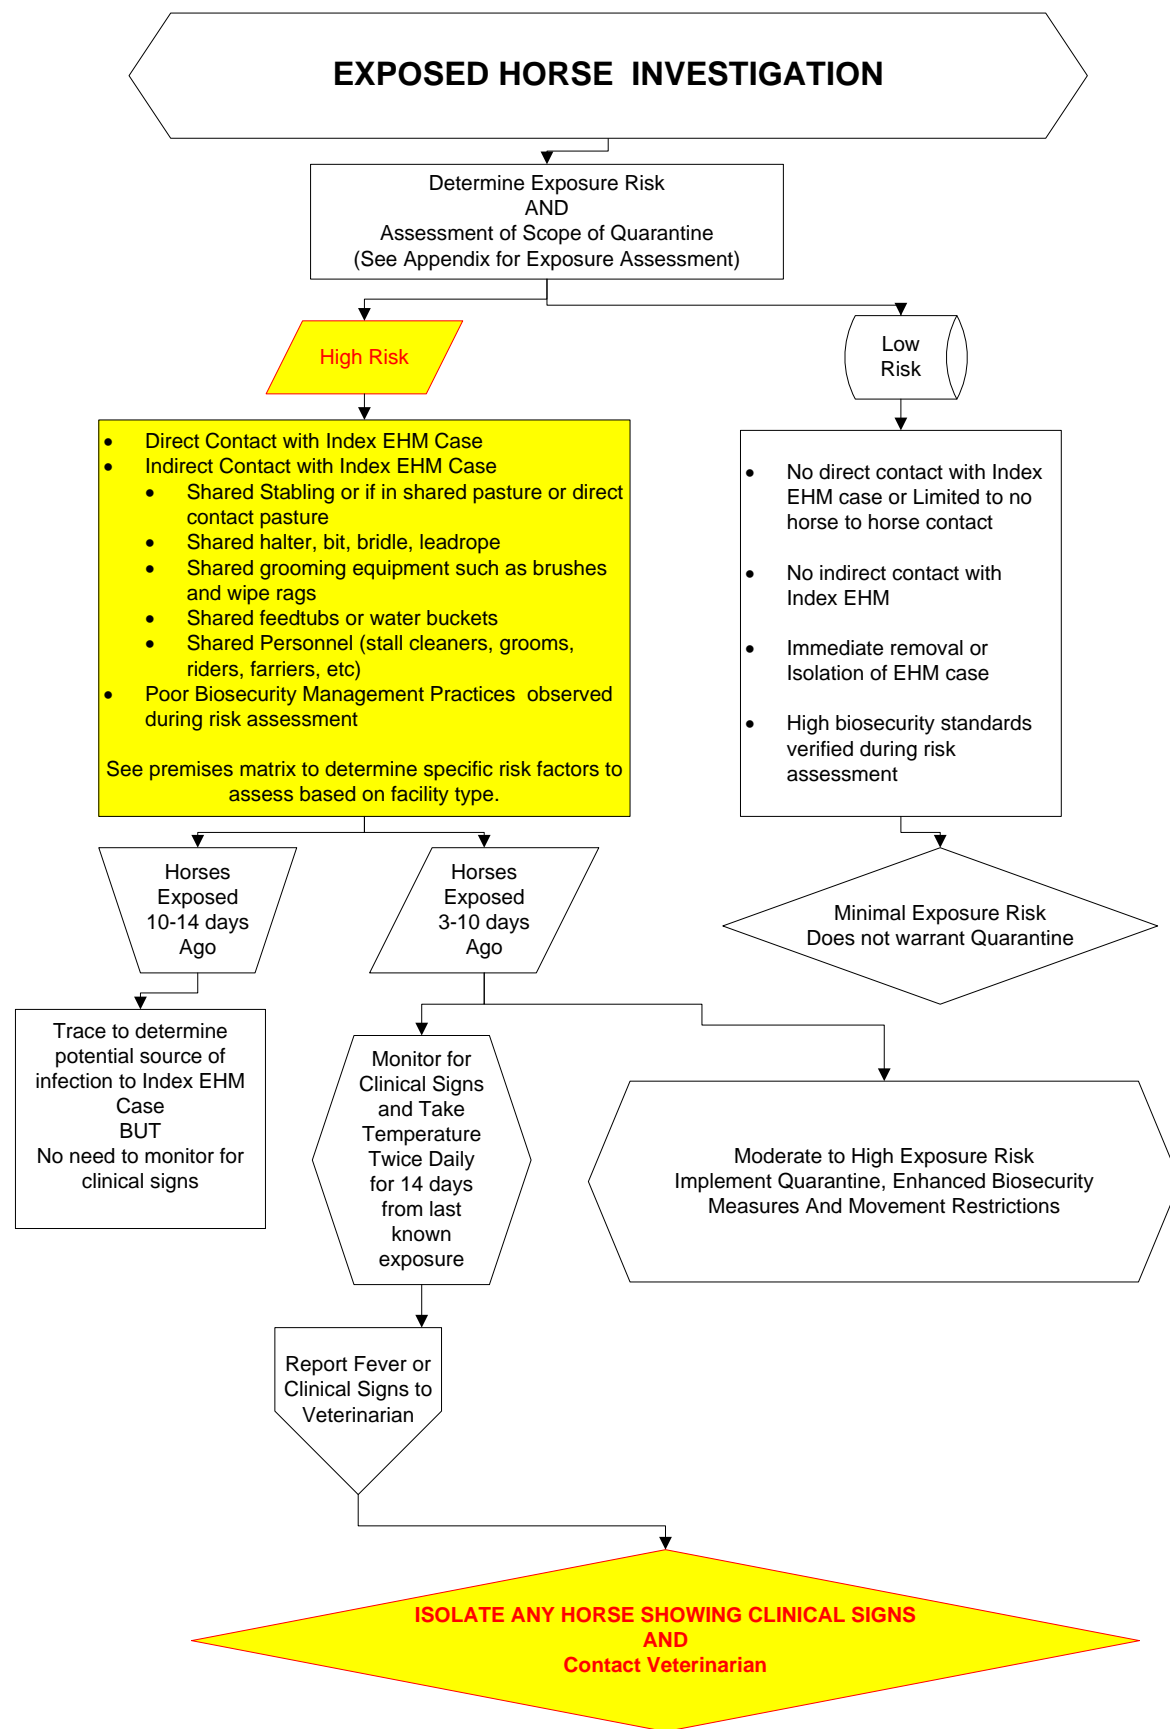 EXPOSED HORSE  INVESTIGATION
Determine Exposure Risk
AND
Assessment of Scope of Quarantine
(See Appendix for Exposure Assessment)
High Risk
Low
Risk
• Direct Contact with Index EHM Case
• Indirect Contact with Index EHM Case
• Shared Stabling or if in shared pasture or direct
contact pasture
• Shared halter, bit, bridle, leadrope
• Shared grooming equipment such as brushes
and wipe rags
• Shared feedtubs or water buckets
• Shared Personnel (stall cleaners, grooms,
riders, farriers, etc)
• Poor Biosecurity Management Practices  observed
during risk assessment
See premises matrix to determine specific risk factors to
assess based on facility type.
• No direct contact with Index
EHM case or Limited to no
horse to horse contact
• No indirect contact with
Index EHM
• Immediate removal or
Isolation of EHM case
• High biosecurity standards
verified during risk
assessment
Horses
Exposed
10-14 days
Ago
Horses
Exposed
3-10 days
Ago
Minimal Exposure Risk
Does not warrant Quarantine
Trace to determine
potential source of
infection to Index EHM
Case
BUT
No need to monitor for
clinical signs
Monitor for
Clinical Signs
and Take
Temperature
Twice Daily
for 14 days
from last
known
exposure
Moderate to High Exposure Risk
Implement Quarantine, Enhanced Biosecurity
Measures And Movement Restrictions
Report Fever or
Clinical Signs to
Veterinarian
ISOLATE ANY HORSE SHOWING CLINICAL SIGNS
AND
Contact Veterinarian